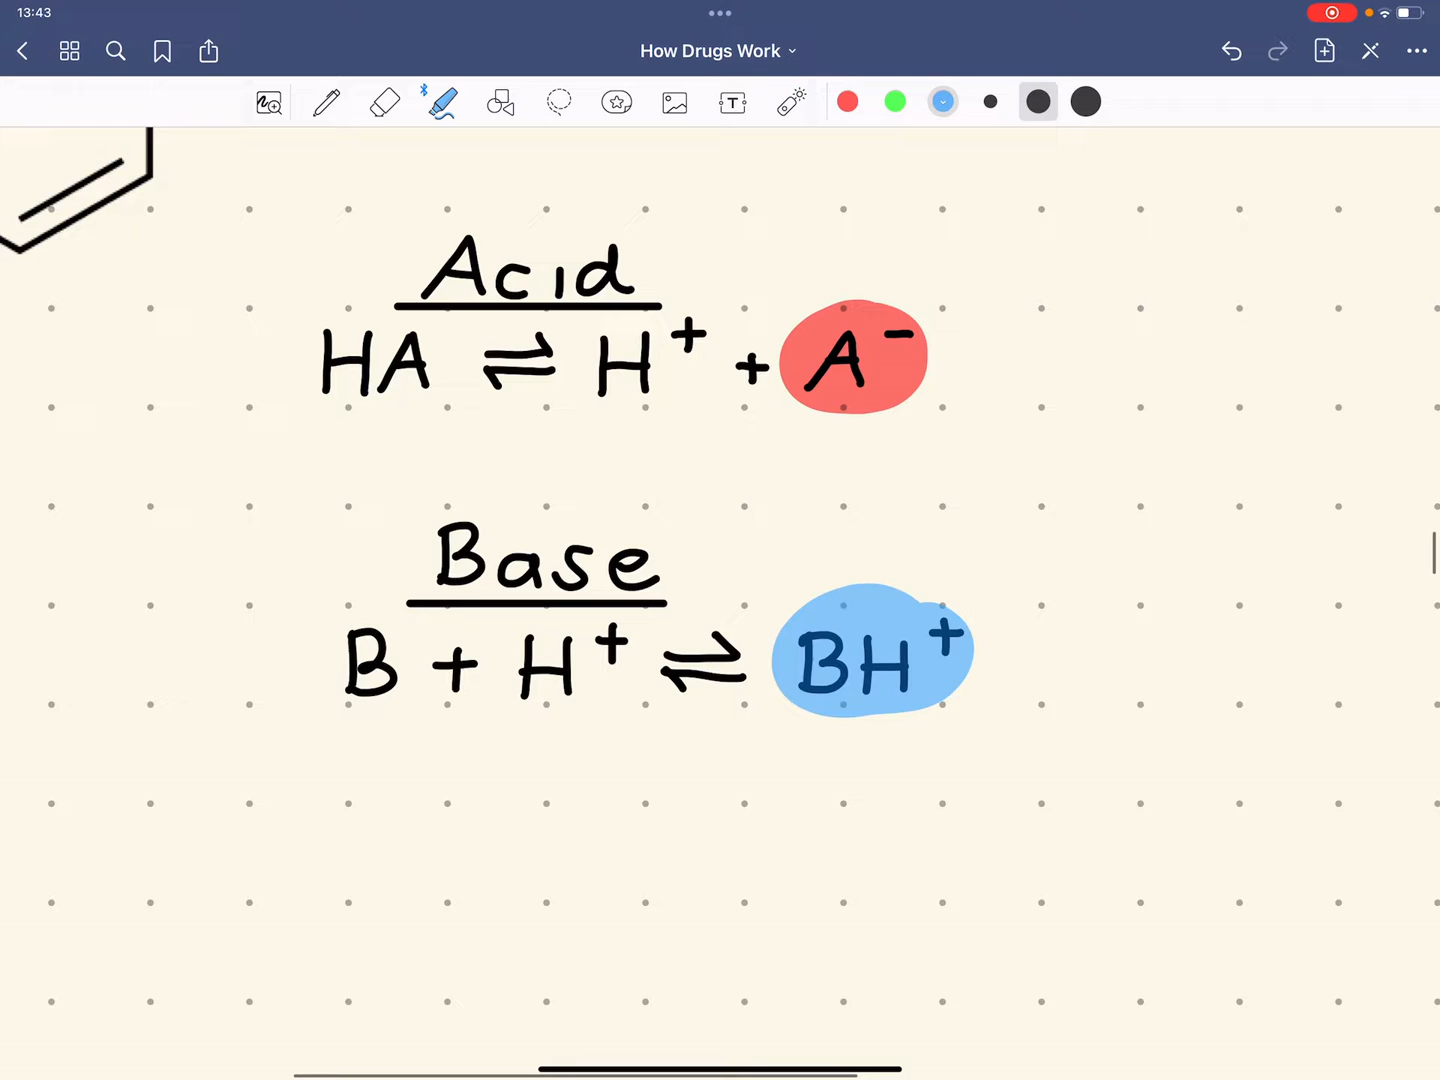 13:43
How Drugs Work
T
Acid
HA ⇌ H⁺ + A⁻
Base
B + H⁺ ⇌ BH⁺